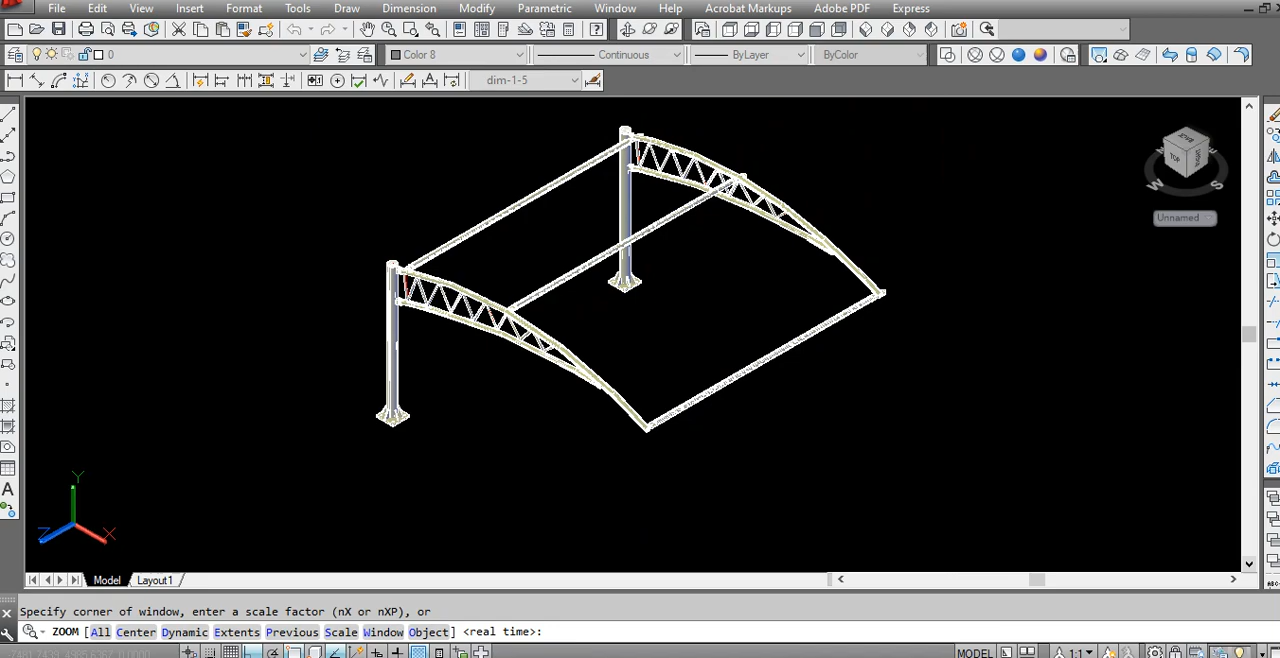 File Edit View Insert Format Tools Draw Dimension Modify Parametric Window Help Acrobat Markups Adobe PDF Express
0 Color 8 Continuous ByLayer ByColor
dim-1-5
TOP
W S
Unnamed
Y
Z X
Model Layout1
Specify corner of window, enter a scale factor (nX or nXP), or
ZOOM [All Center Dynamic Extents Previous Scale Window Object] <real time>:
MODEL 1:1